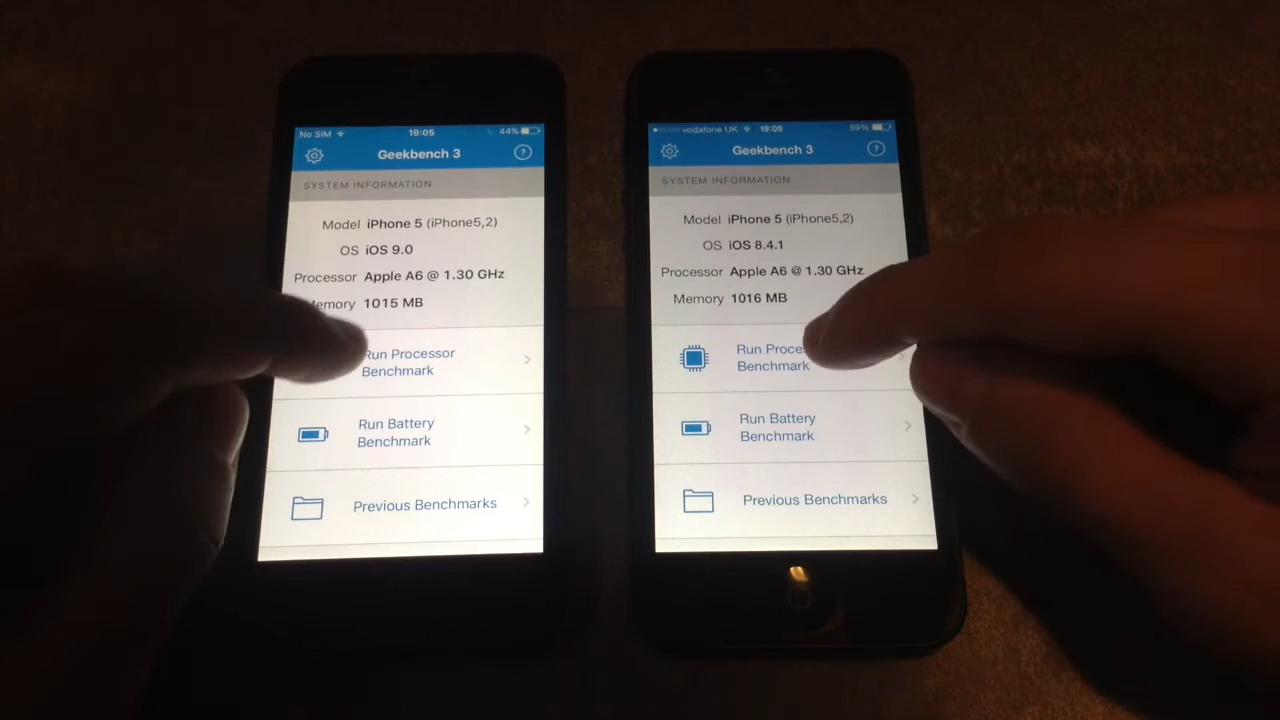 No SIM 19:05 44%
Geekbench 3 ?
SYSTEM INFORMATION
Model iPhone 5 (iPhone5,2)
OS iOS 9.0
Processor Apple A6 @ 1.30 GHz
Memory 1015 MB
Run Processor
Benchmark
Run Battery
Benchmark
Previous Benchmarks
vodafone UK 19:05 59%
Geekbench 3 ?
SYSTEM INFORMATION
Model iPhone 5 (iPhone5,2)
OS iOS 8.4.1
Processor Apple A6 @ 1.30 GHz
Memory 1016 MB
Run Proce
Benchmark
Run Battery
Benchmark
Previous Benchmarks